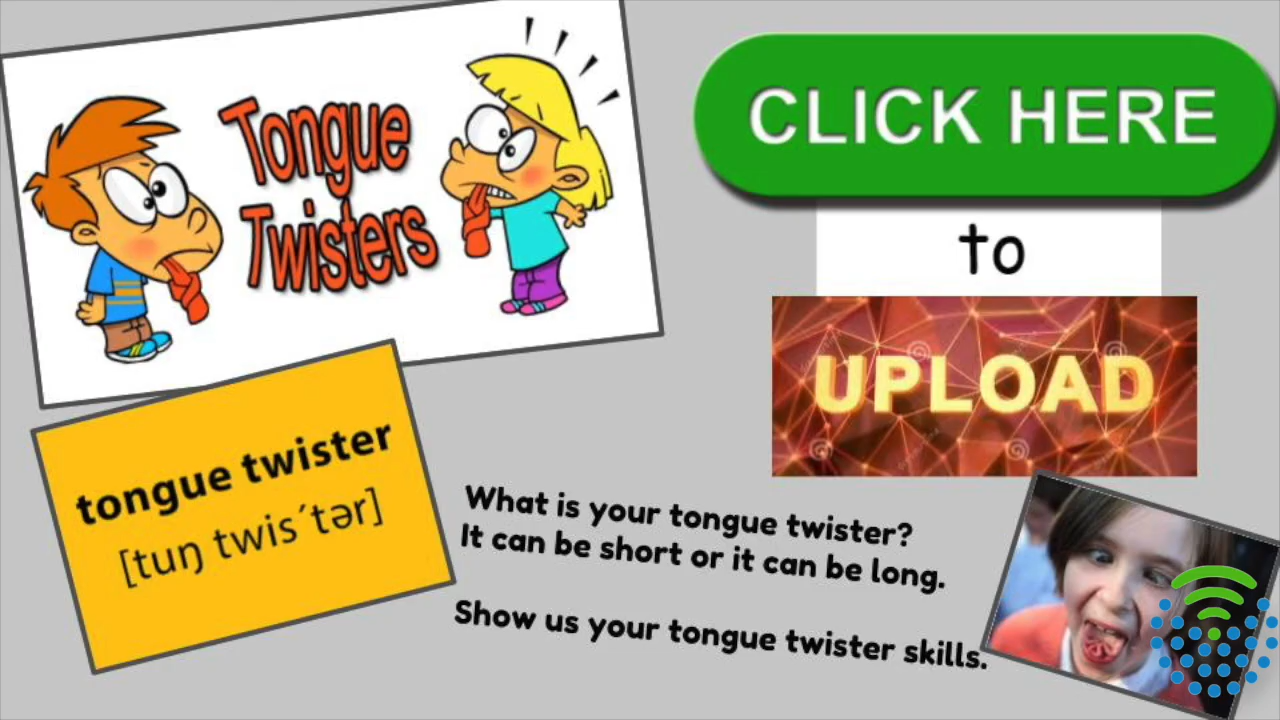 Tongue
Twisters
CLICK HERE
to
UPLOAD
tongue twister
[tuŋ twis´tər]
What is your tongue twister?
It can be short or it can be long.
Show us your tongue twister skills.